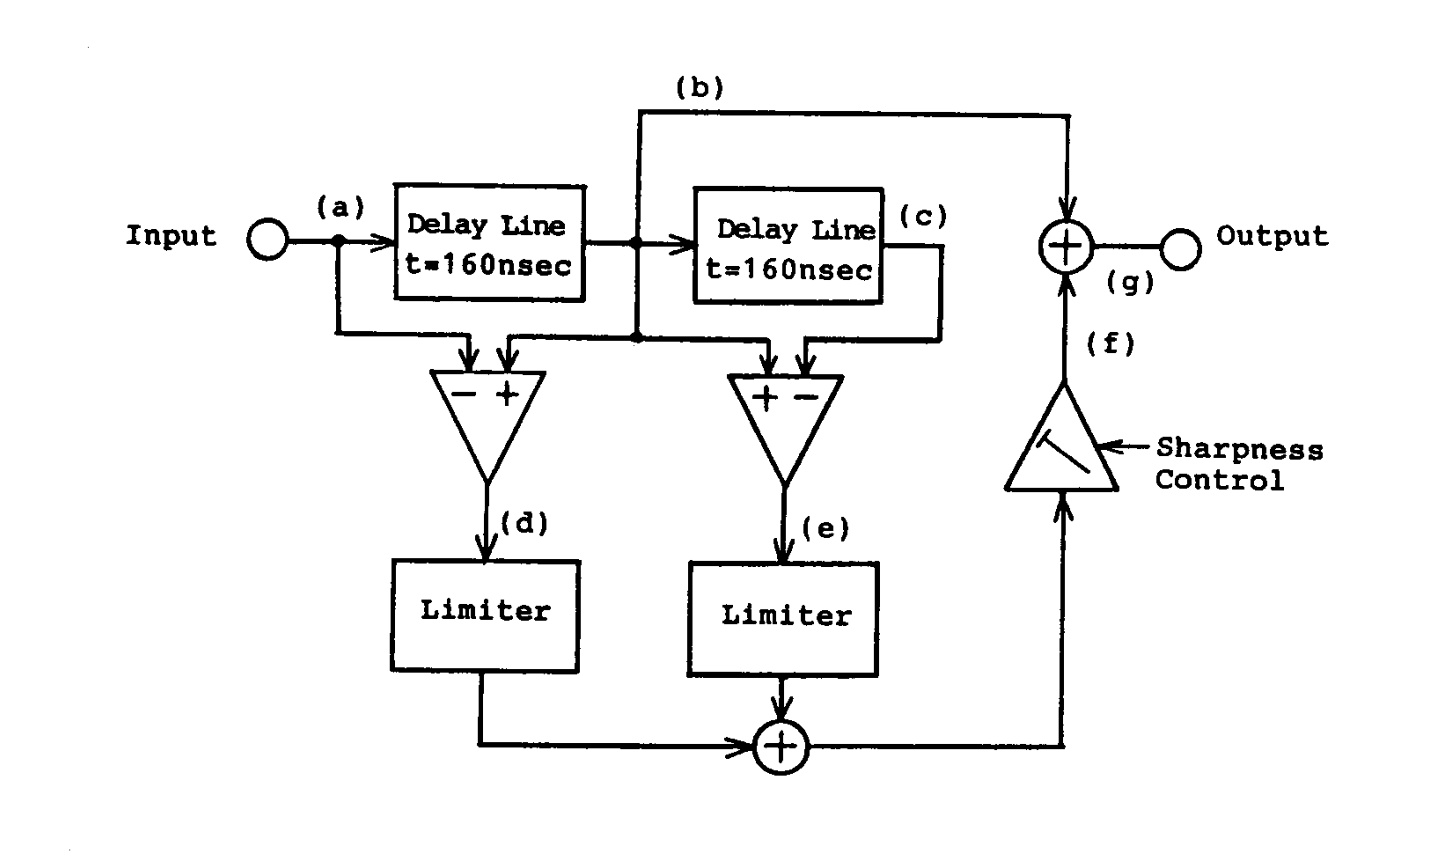 (b)
Input
(a)
Delay Line
t=160nsec
Delay Line
t=160nsec
(c)
+
Output
(g)
(f)
- +
+ -
Sharpness
Control
(d)
(e)
Limiter
Limiter
+